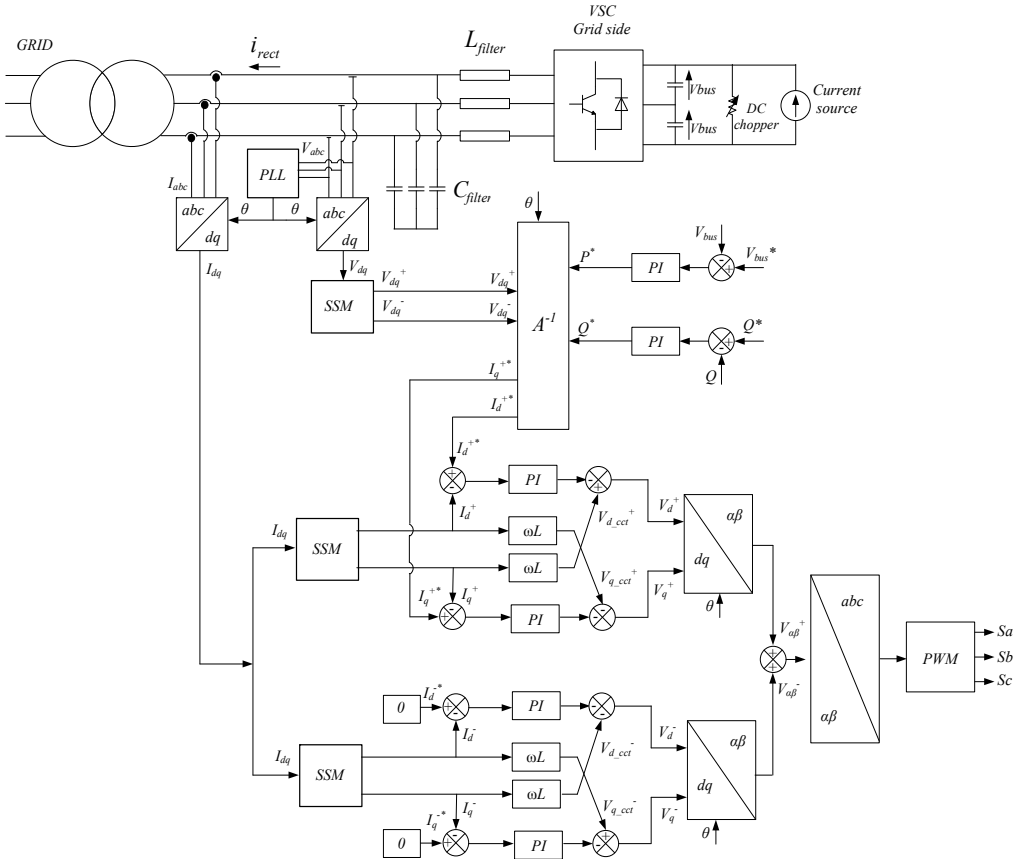 GRID
i_rect
L_filter
VSC
Grid side
Vbus
Vbus
DC
chopper
Current
source
V_abc
PLL
I_abc
C_filter
abc
dq
θ
θ
abc
dq
I_dq
V_dq
SSM
V_dq^+
V_dq^-
V_dq^+
V_dq^-
θ
A^-1
P^*
PI
V_bus
V_bus*
- +
Q^*
PI
Q*
- +
Q
I_q^+*
I_d^+*
I_d^+*
+ -
PI
- +
I_d^+
V_d_cct^+
V_d^+
αβ
dq
θ
I_dq
SSM
ωL
ωL
V_q_cct^+
V_q^+
I_q^+*
I_q^+
+ -
PI
- -
V_αβ^+
+ +
V_αβ^-
abc
αβ
PWM
Sa
Sb
Sc
0
I_d^-*
+ -
PI
- -
I_d^-
V_d_cct^-
V_d^-
αβ
dq
θ
I_dq
SSM
ωL
ωL
V_q_cct^-
V_q^-
I_q^-
0
I_q^-*
+ -
PI
- +